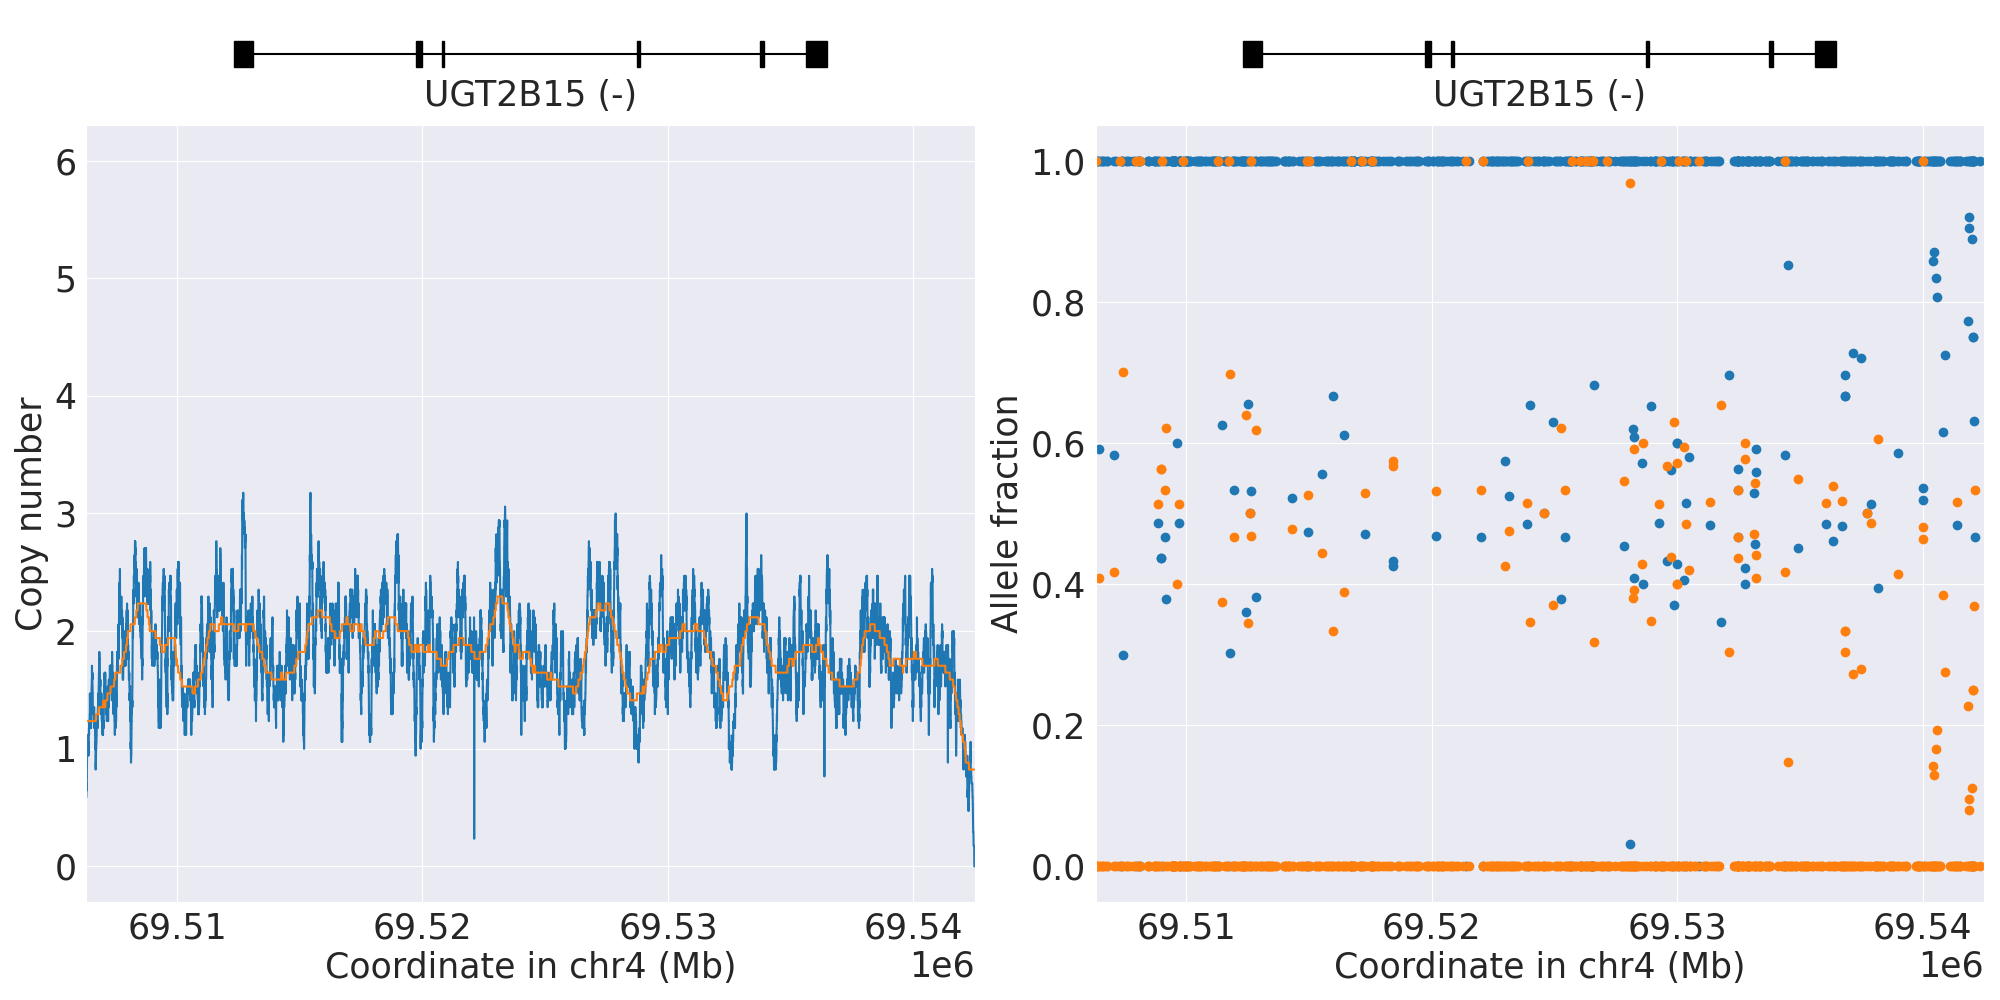 UGT2B15 (-)
UGT2B15 (-)
6
5
4
3
2
1
0
Copy number
69.51
69.52
69.53
69.54
Coordinate in chr4 (Mb)
1e6
1.0
0.8
0.6
0.4
0.2
0.0
Allele fraction
69.51
69.52
69.53
69.54
Coordinate in chr4 (Mb)
1e6